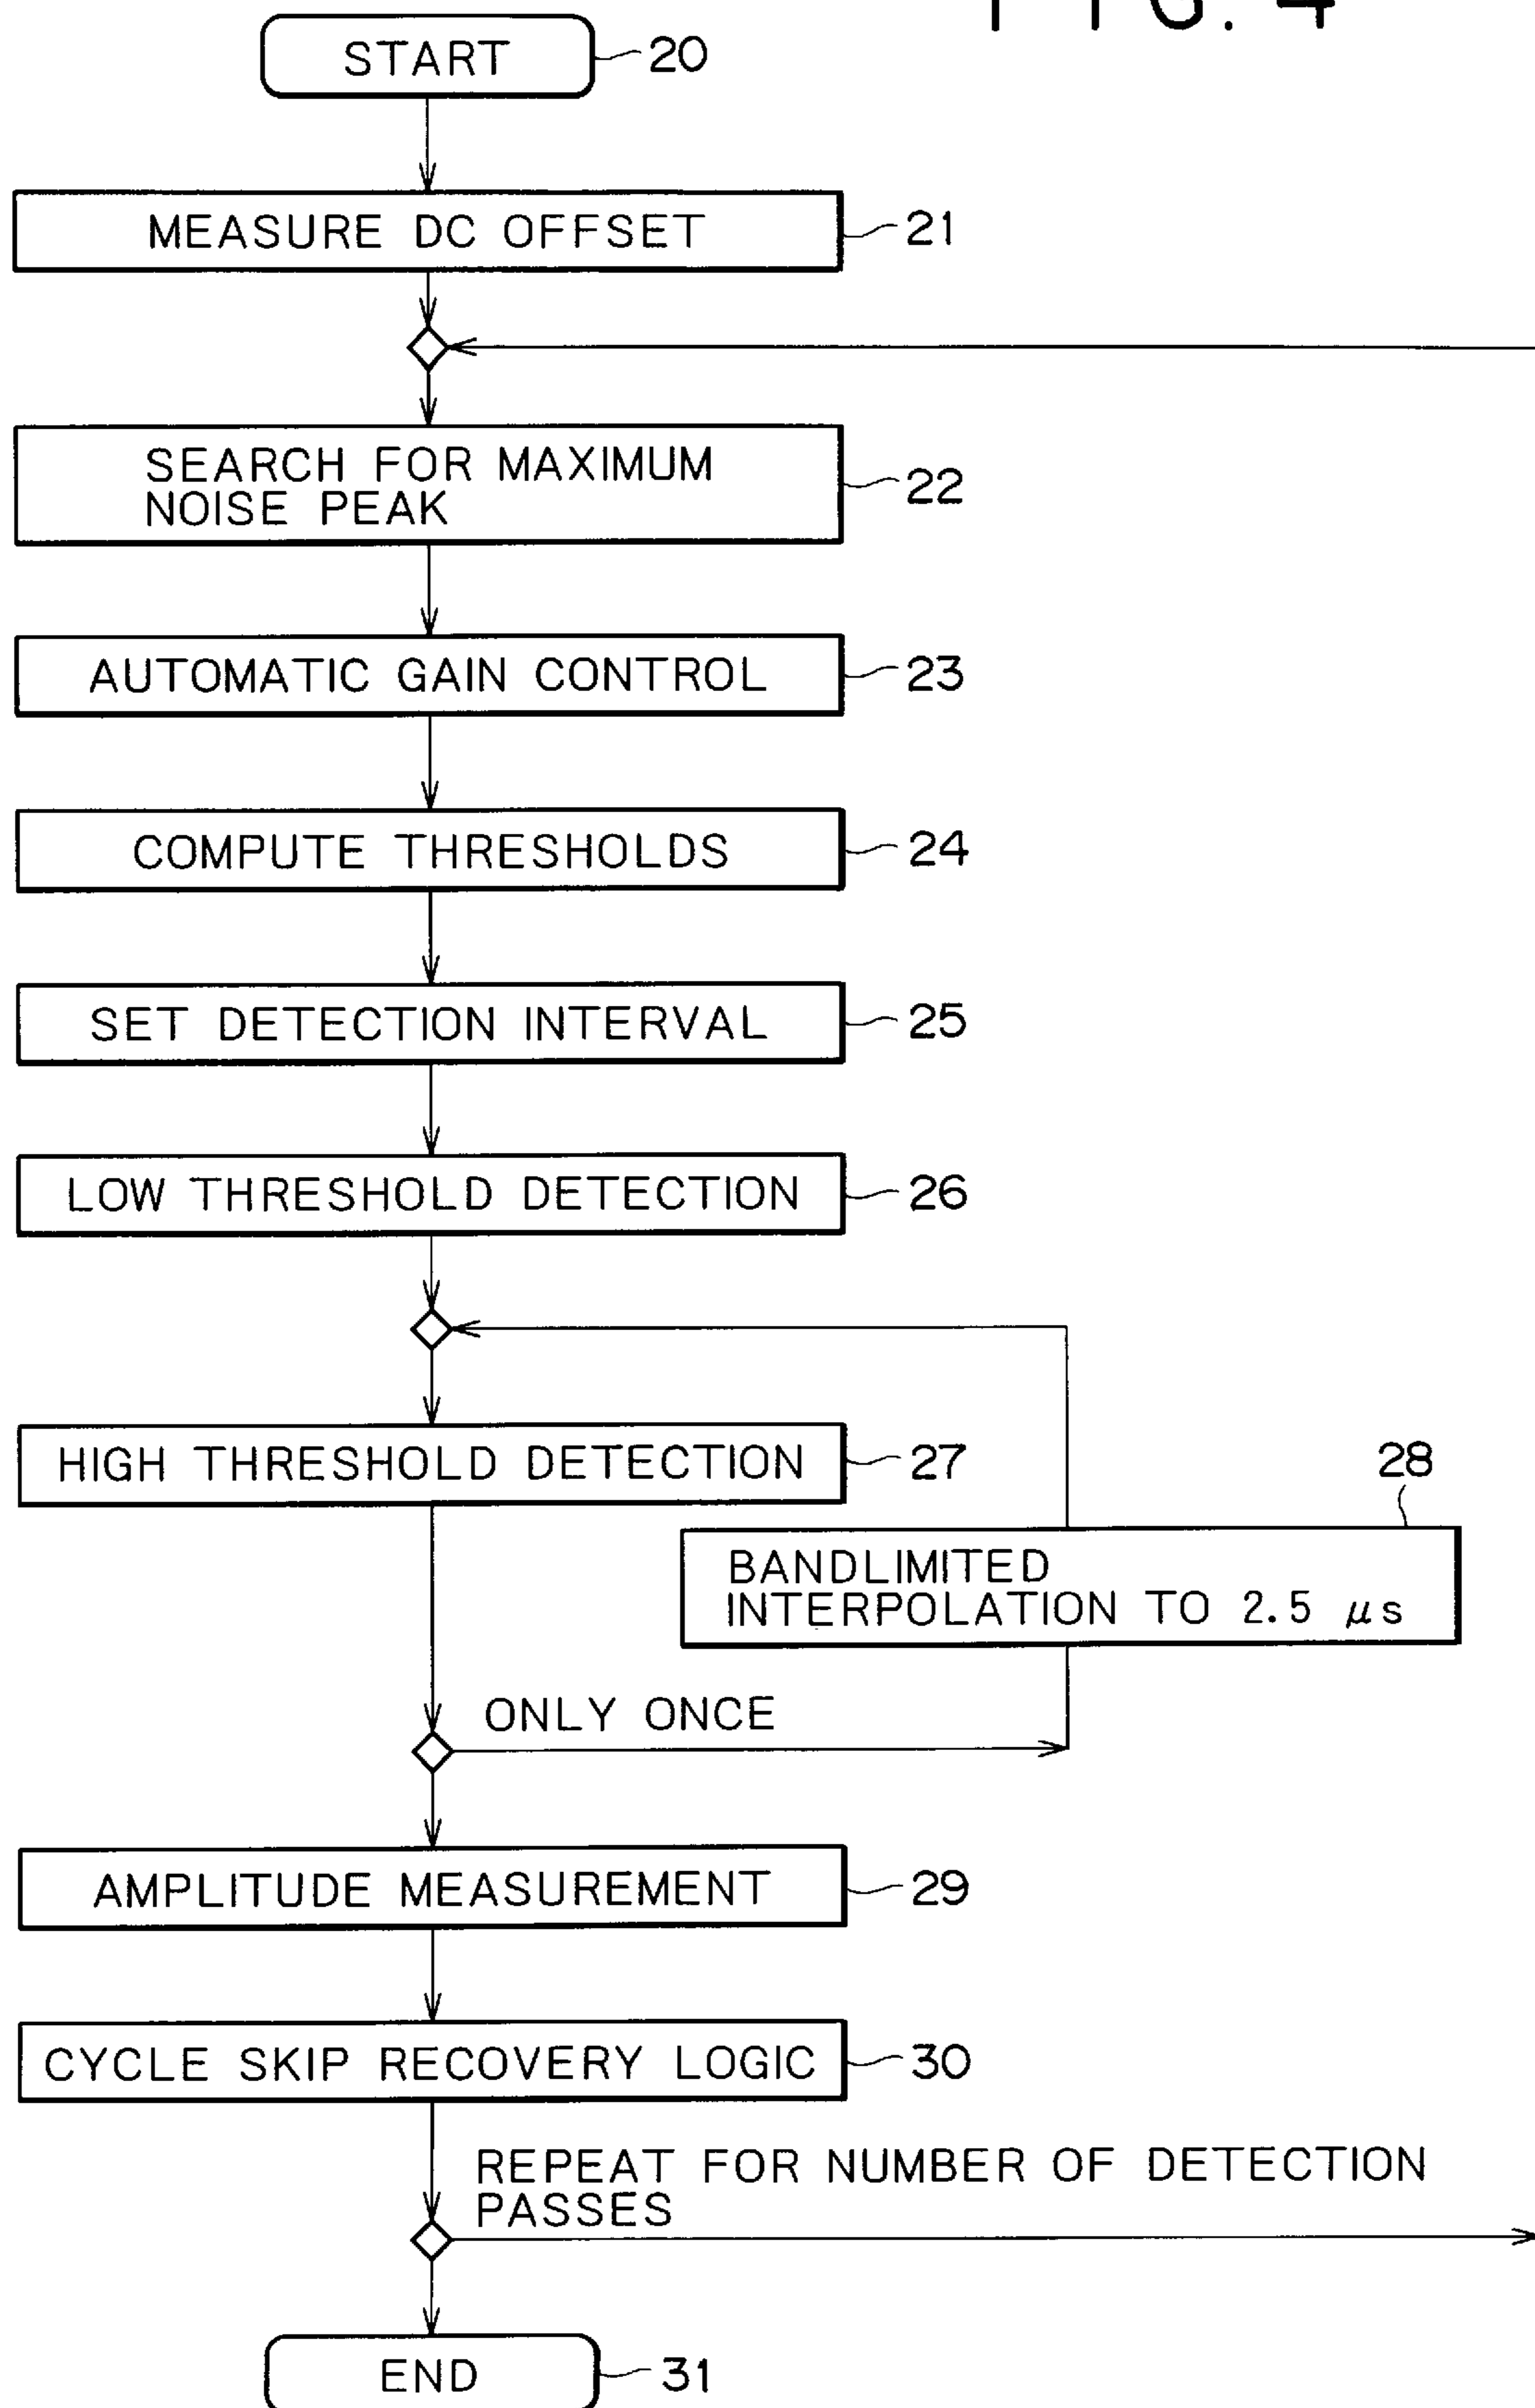 FIG. 4
START
20
MEASURE DC OFFSET
21
SEARCH FOR MAXIMUM
NOISE PEAK
22
AUTOMATIC GAIN CONTROL
23
COMPUTE THRESHOLDS
24
SET DETECTION INTERVAL
25
LOW THRESHOLD DETECTION
26
HIGH THRESHOLD DETECTION
27
28
BANDLIMITED
INTERPOLATION TO 2.5 μs
ONLY ONCE
AMPLITUDE MEASUREMENT
29
CYCLE SKIP RECOVERY LOGIC
30
REPEAT FOR NUMBER OF DETECTION
PASSES
END
31